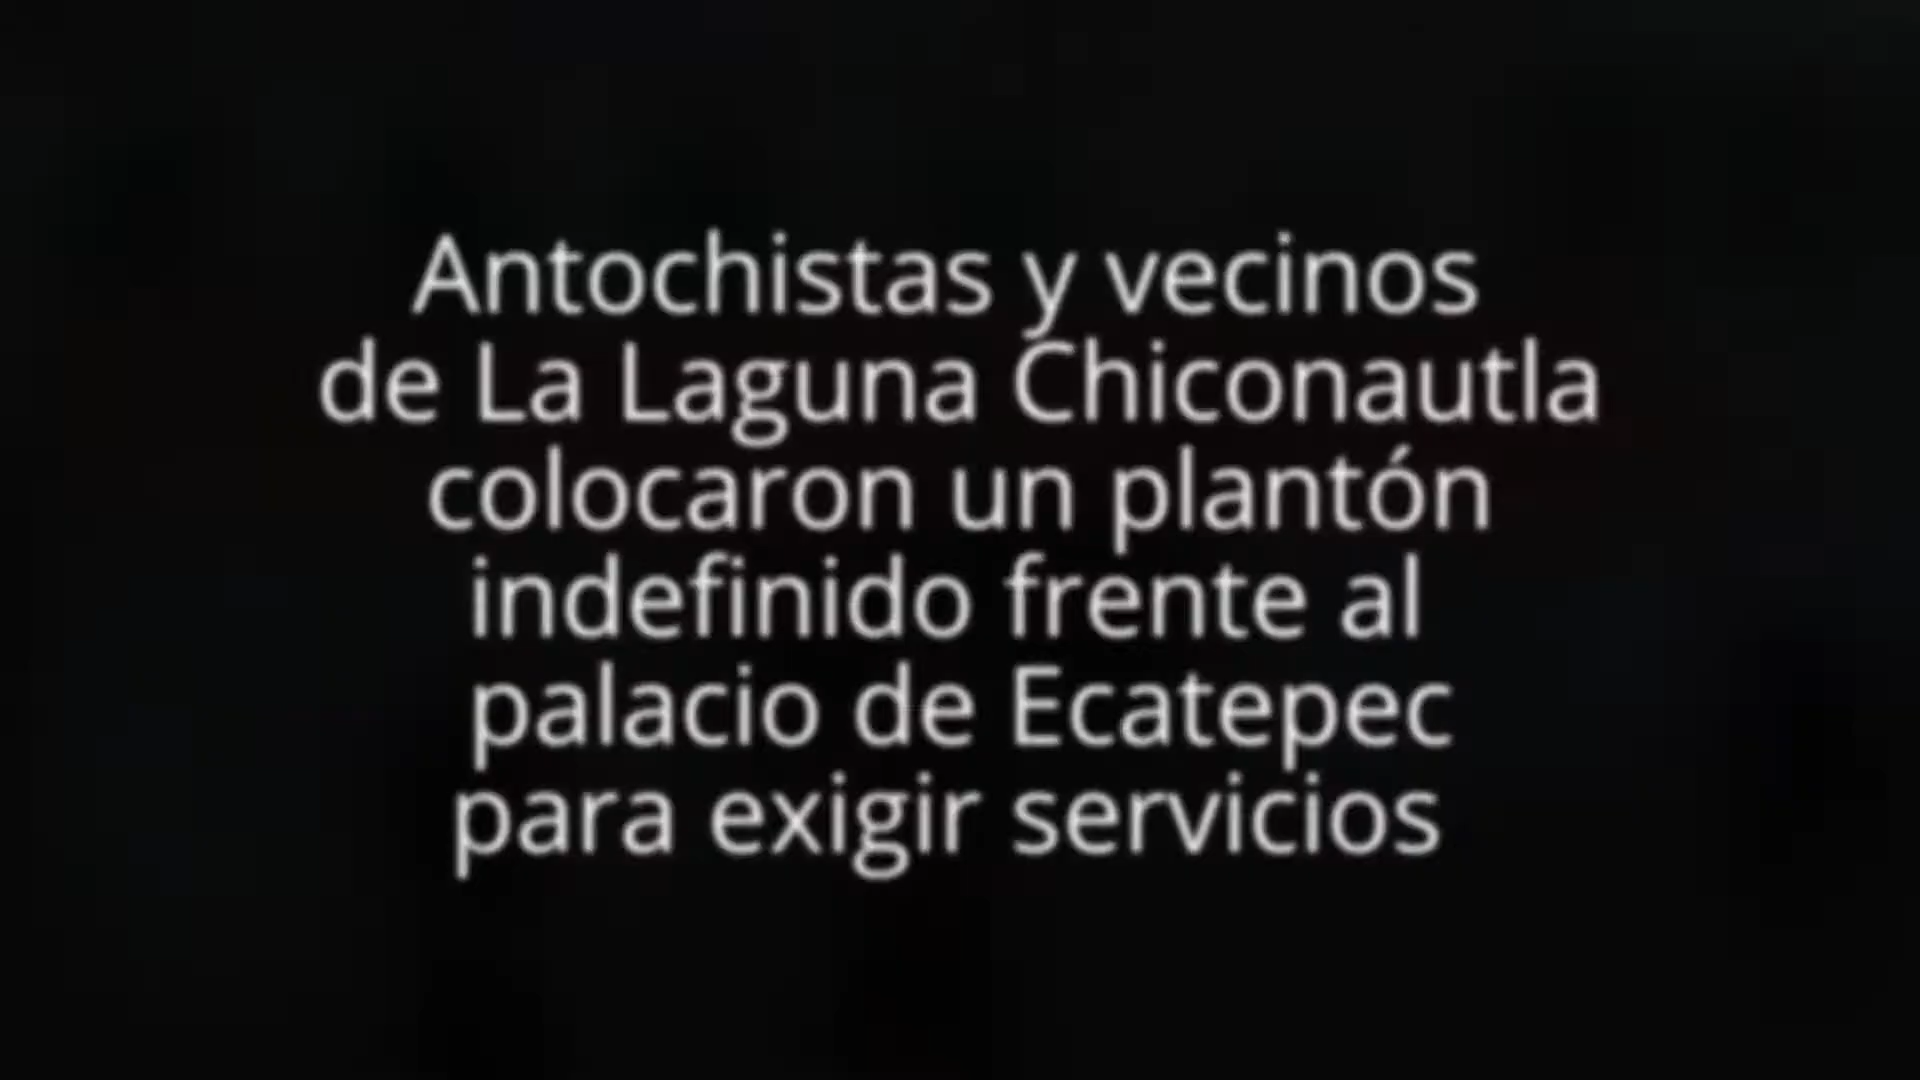 Antochistas y vecinos
de La Laguna Chiconautla
colocaron un plantón
indefinido frente al
palacio de Ecatepec
para exigir servicios